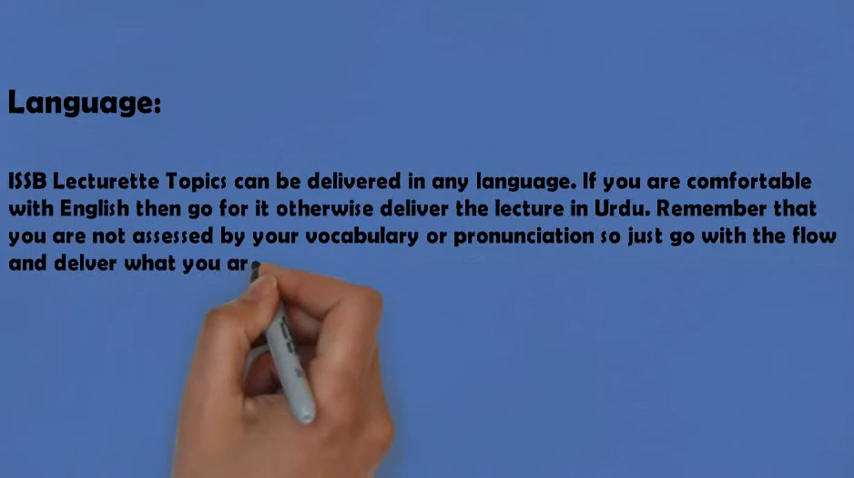 Language:
ISSB Lecturette Topics can be delivered in any language. If you are comfortable
with English then go for it otherwise deliver the lecture in Urdu. Remember that
you are not assessed by your vocabulary or pronunciation so just go with the flow
and delver what you ar